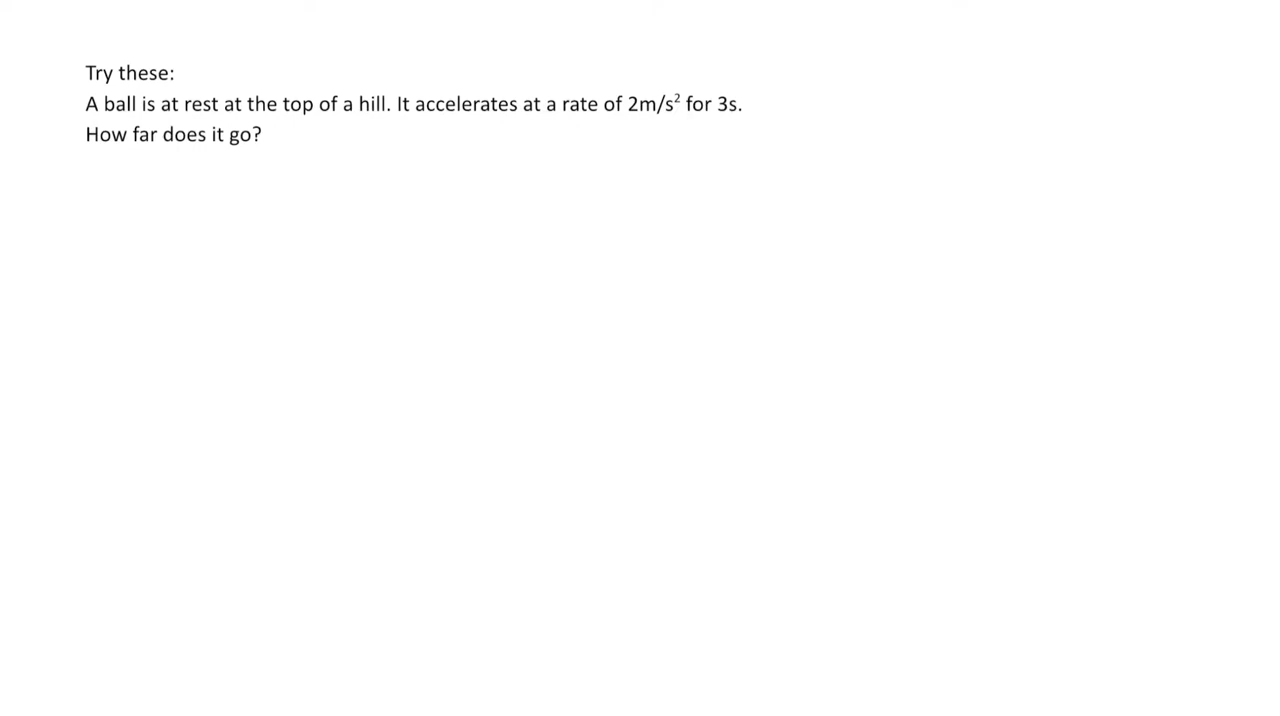 Try these:
A ball is at rest at the top of a hill. It accelerates at a rate of 2m/s² for 3s.
How far does it go?